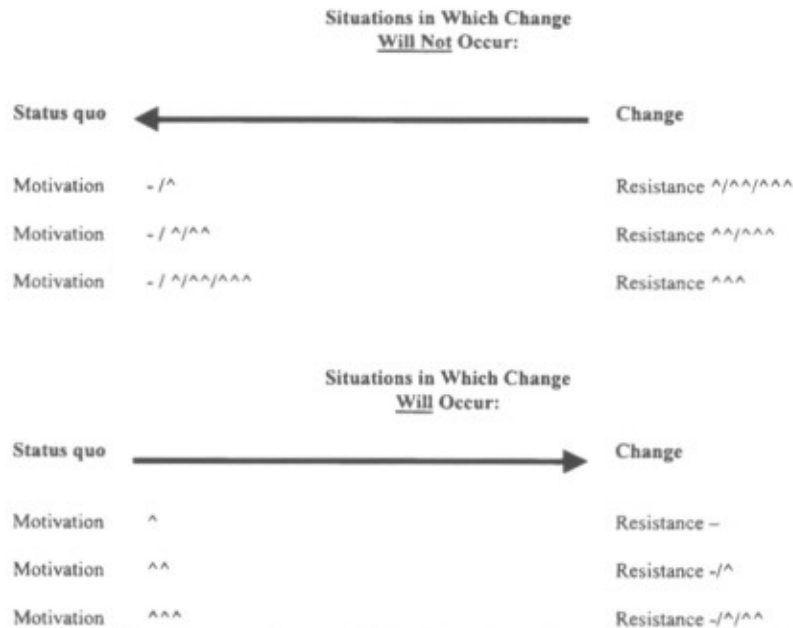 Situations in Which Change
Will Not Occur:
Status quo Change
Motivation - /^ Resistance ^/^^/^^^
Motivation - / ^/^^ Resistance ^^/^^^
Motivation - / ^/^^/^^^ Resistance ^^^
Situations in Which Change
Will Occur:
Status quo Change
Motivation ^ Resistance –
Motivation ^^ Resistance -/^
Motivation ^^^ Resistance -/^/^^